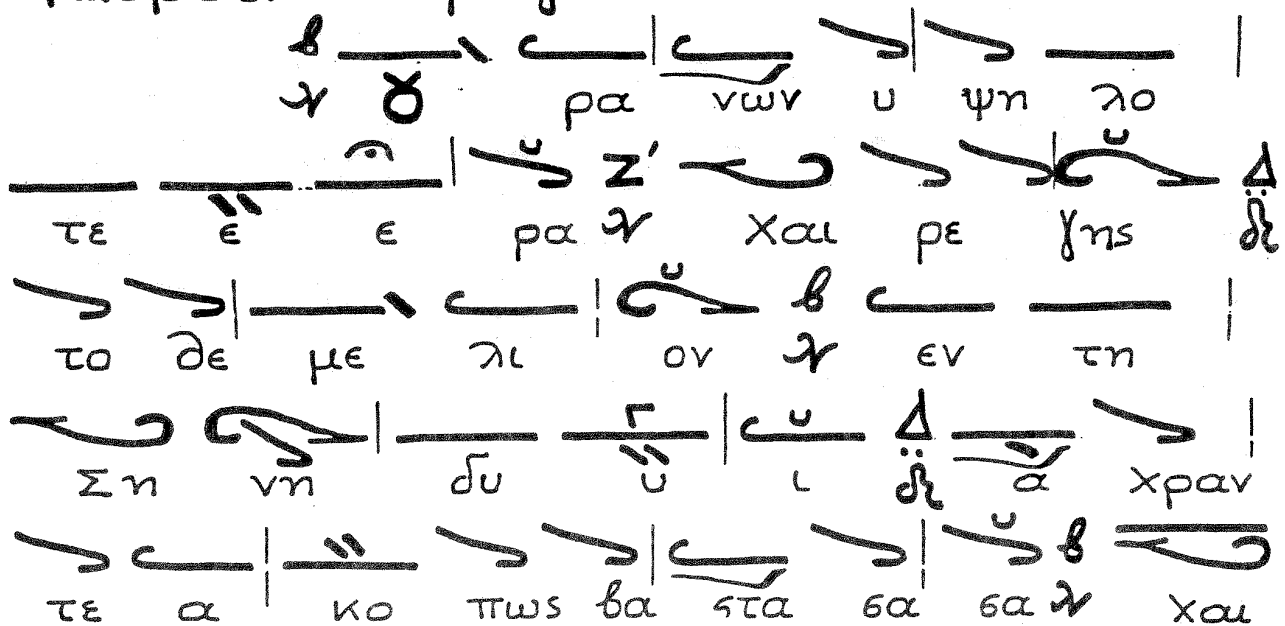 Ȣ ρα νων υ ψη λο
τε ε ε ρα Χαι ρε γης
το δε με λι ον εν τη
Ση νη δυ υ ι α χραν
τε α κο πως βα στα σα σα χαι